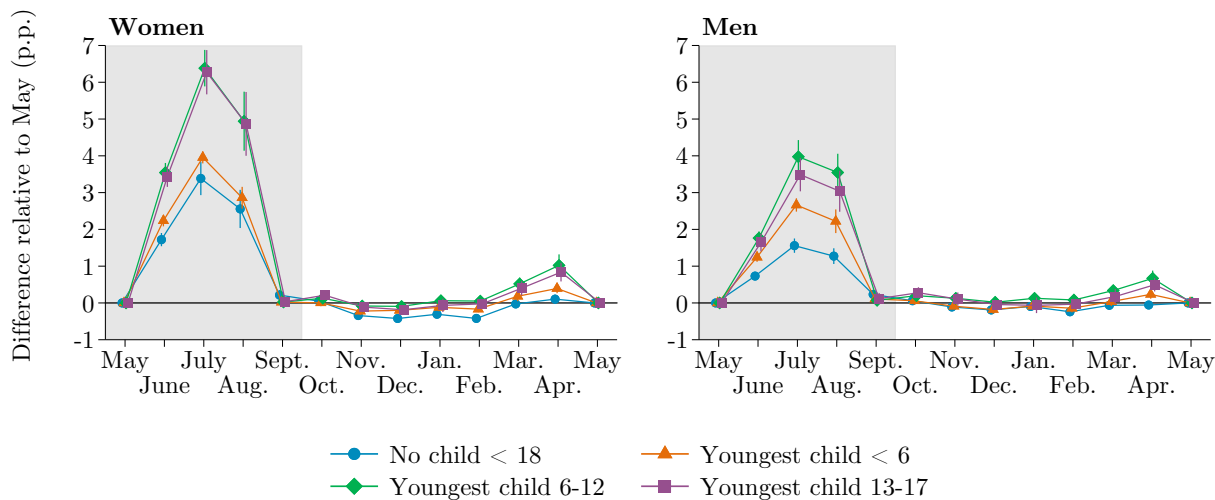 Women
Men
Difference relative to May (p.p.)
7
6
5
4
3
2
1
0
-1
May
June
July
Aug.
Sept.
Oct.
Nov.
Dec.
Jan.
Feb.
Mar.
Apr.
May
7
6
5
4
3
2
1
0
-1
May
June
July
Aug.
Sept.
Oct.
Nov.
Dec.
Jan.
Feb.
Mar.
Apr.
May
No child < 18
Youngest child < 6
Youngest child 6-12
Youngest child 13-17